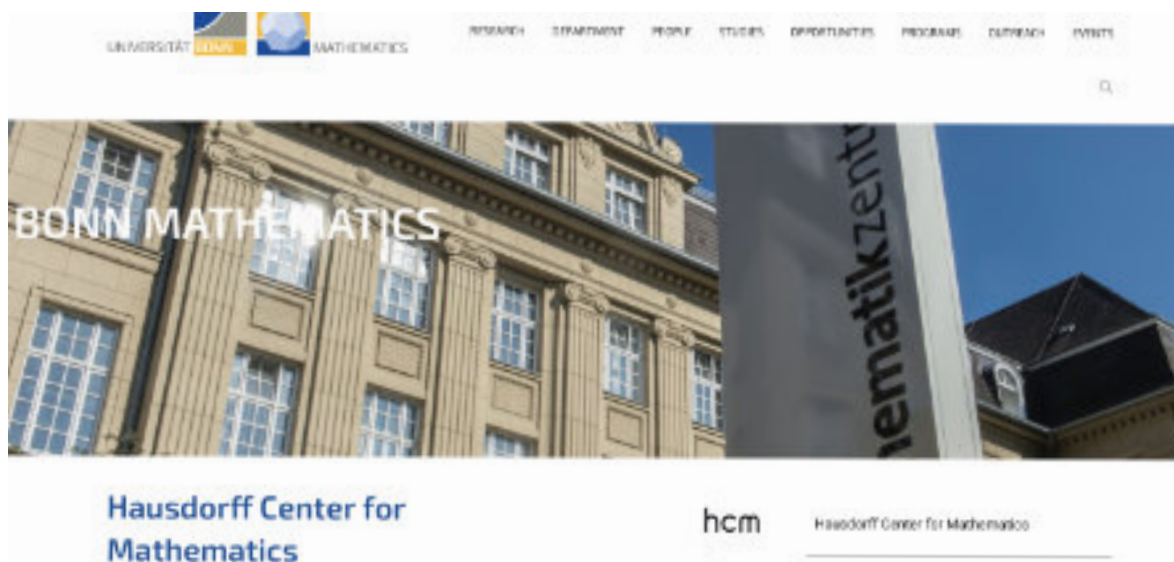 UNIVERSITÄT BONN MATHEMATICS
RESEARCH DEPARTMENT PEOPLE STUDIES OPPORTUNITIES PROGRAMS OUTREACH EVENTS
BONN MATHEMATICS
hematikzentr
Hausdorff Center for
Mathematics
hcm
Hausdorff Center for Mathematics